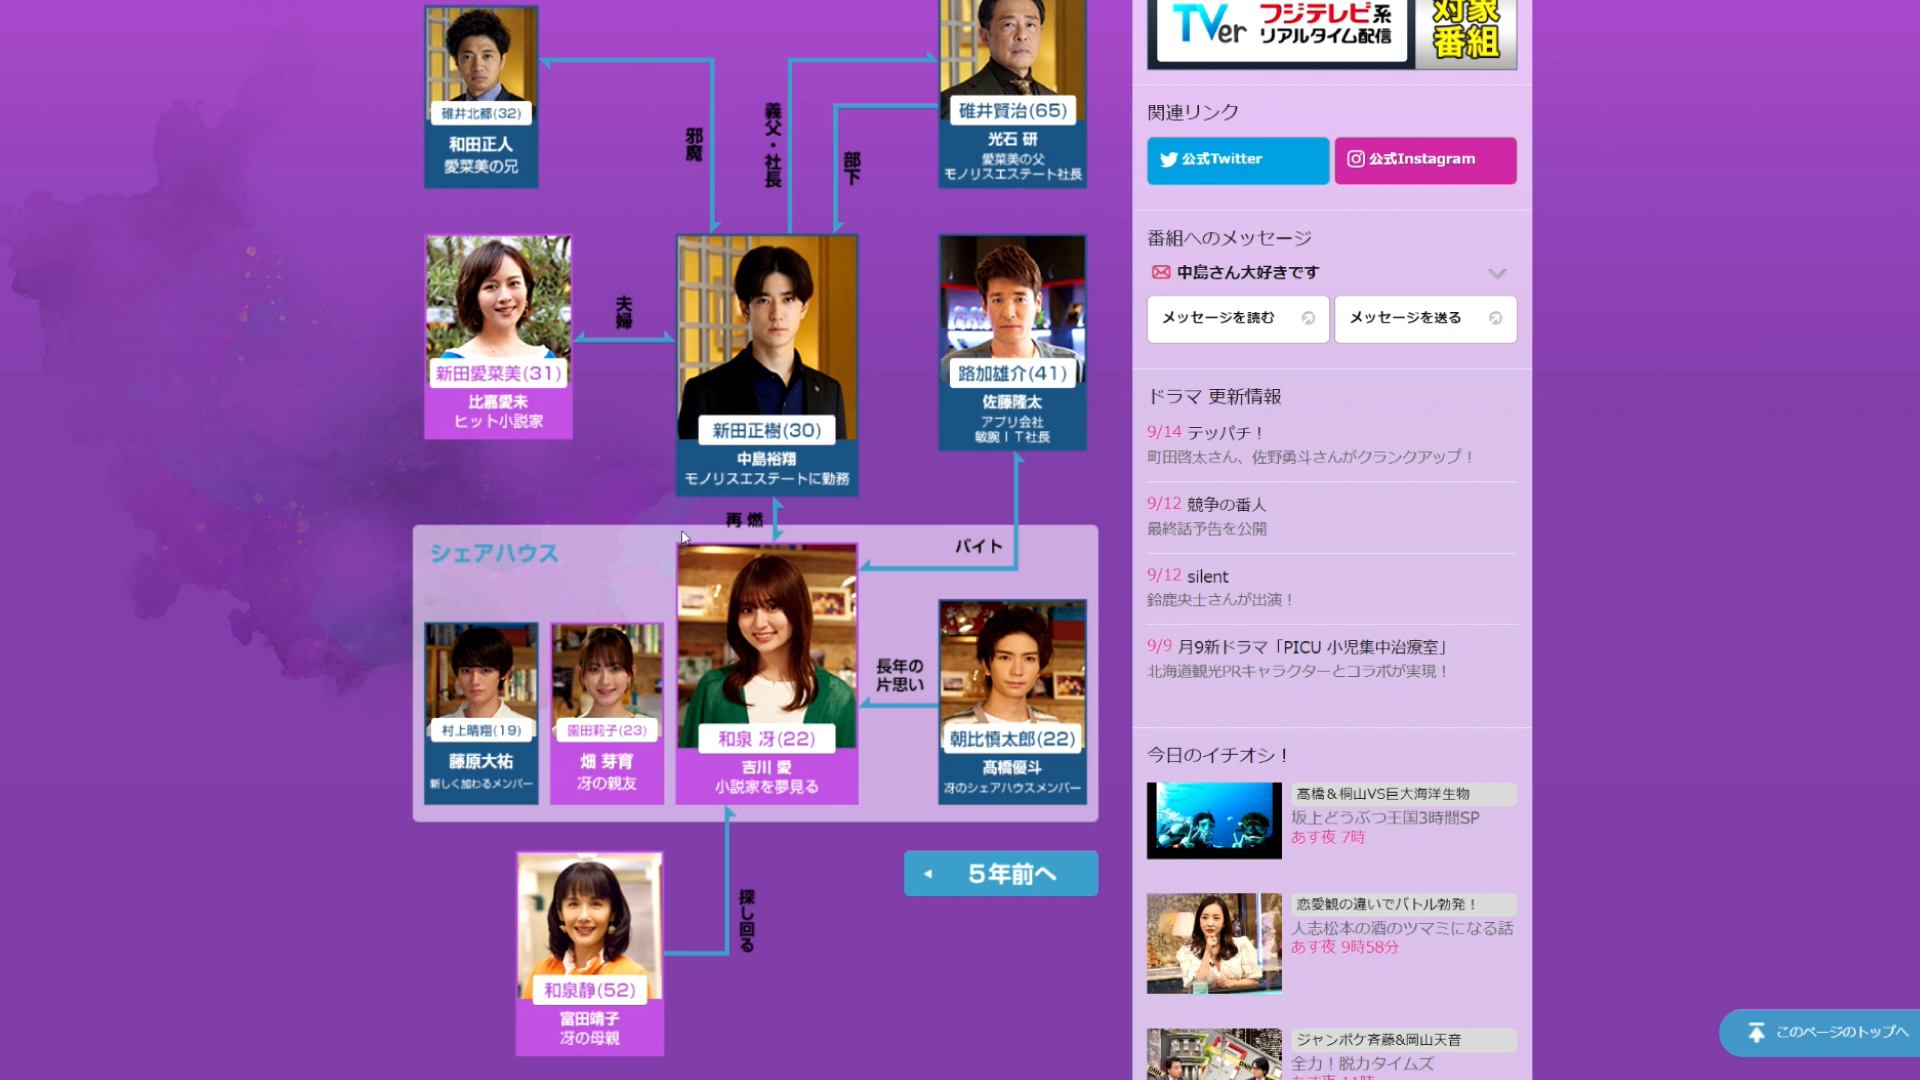 碓井北都(32)
和田正人
愛菜美の兄
邪魔
義父・社長
部下
碓井賢治(65)
光石 研
愛菜美の父
モノリスエステート社長
新田愛菜美(31)
比嘉愛未
ヒット小説家
夫婦
新田正樹(30)
中島裕翔
モノリスエステートに勤務
路加雄介(41)
佐藤隆太
アプリ会社
敏腕IT社長
再燃
バイト
シェアハウス
村上晴翔(19)
藤原大祐
新しく加わるメンバー
園田莉子(23)
畑 芽育
冴の親友
和泉 冴(22)
吉川 愛
小説家を夢見る
長年の
片思い
朝比慎太郎(22)
髙橋優斗
冴のシェアハウスメンバー
和泉静(52)
富田靖子
冴の母親
探し回る
5年前へ
TVer
フジテレビ系
リアルタイム配信
対象
番組
関連リンク
公式Twitter
公式Instagram
番組へのメッセージ
中島さん大好きです
メッセージを読む
メッセージを送る
ドラマ 更新情報
9/14 テッパチ！
町田啓太さん、佐野勇斗さんがクランクアップ！
9/12 競争の番人
最終話予告を公開
9/12 silent
鈴鹿央士さんが出演！
9/9 月9新ドラマ「PICU 小児集中治療室」
北海道観光PRキャラクターとコラボが実現！
今日のイチオシ！
髙橋＆桐山VS巨大海洋生物
坂上どうぶつ王国3時間SP
あす夜 7時
恋愛観の違いでバトル勃発！
人志松本の酒のツマミになる話
あす夜 9時58分
ジャンポケ斉藤&岡山天音
全力！脱力タイムズ
このページのトップへ